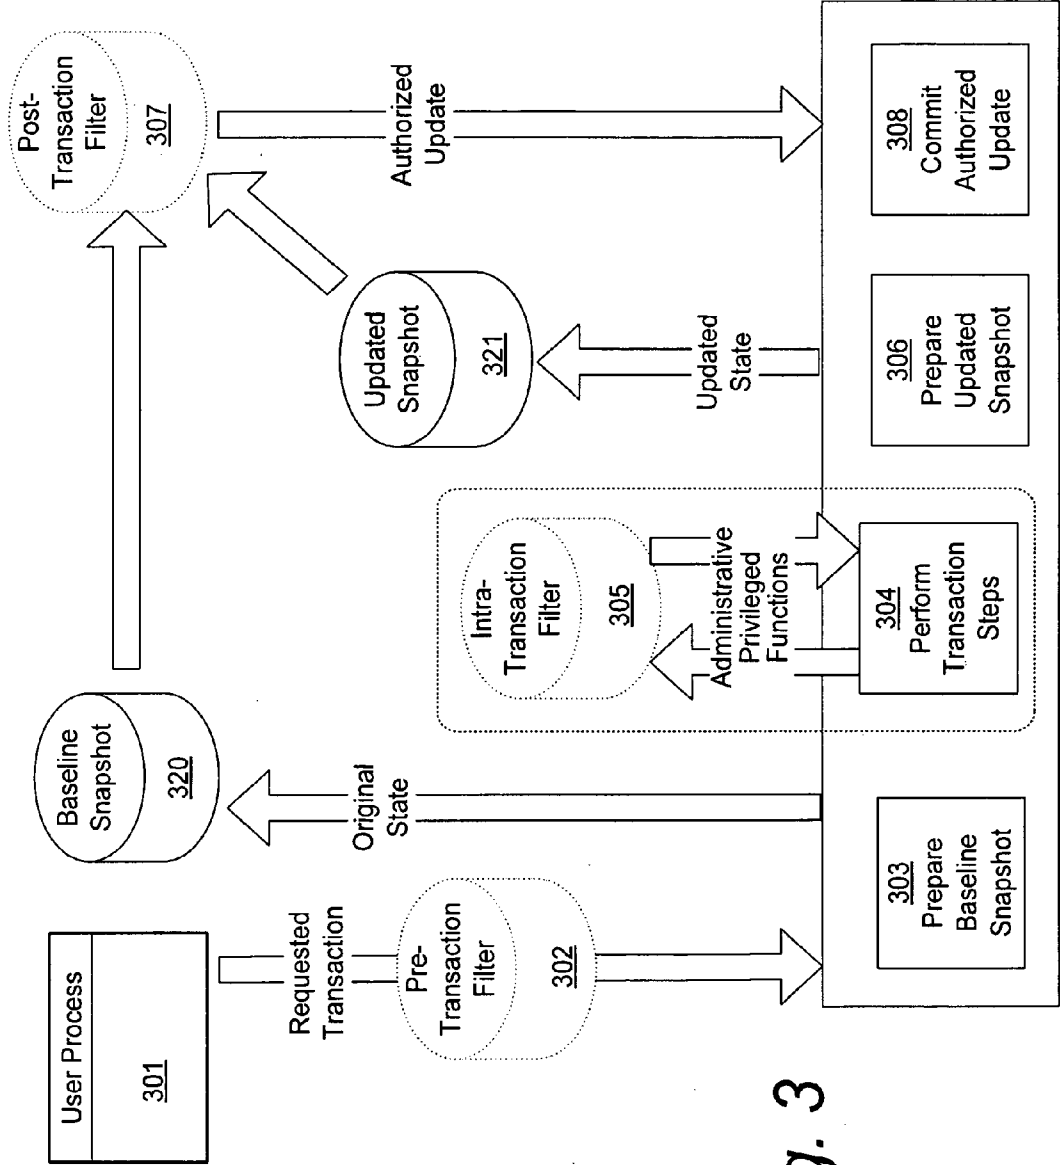 User Process
301
Requested
Transaction
Pre-
Transaction
Filter
302
Original
State
Baseline
Snapshot
320
303
Prepare
Baseline
Snapshot
Intra-
Transaction
Filter
305
Administrative
Privileged
Functions
304
Perform
Transaction
Steps
Updated
Snapshot
321
Updated
State
306
Prepare
Updated
Snapshot
Post-
Transaction
Filter
307
Authorized
Update
308
Commit
Authorized
Update
g. 3